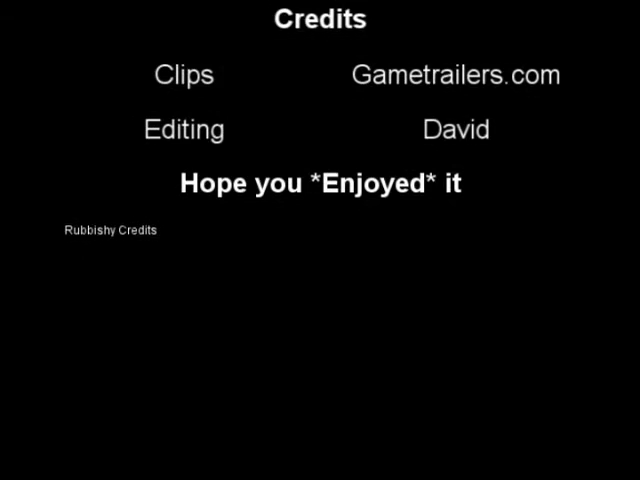 Credits
Clips Gametrailers.com
Editing David
Hope you *Enjoyed* it
Rubbishy Credits